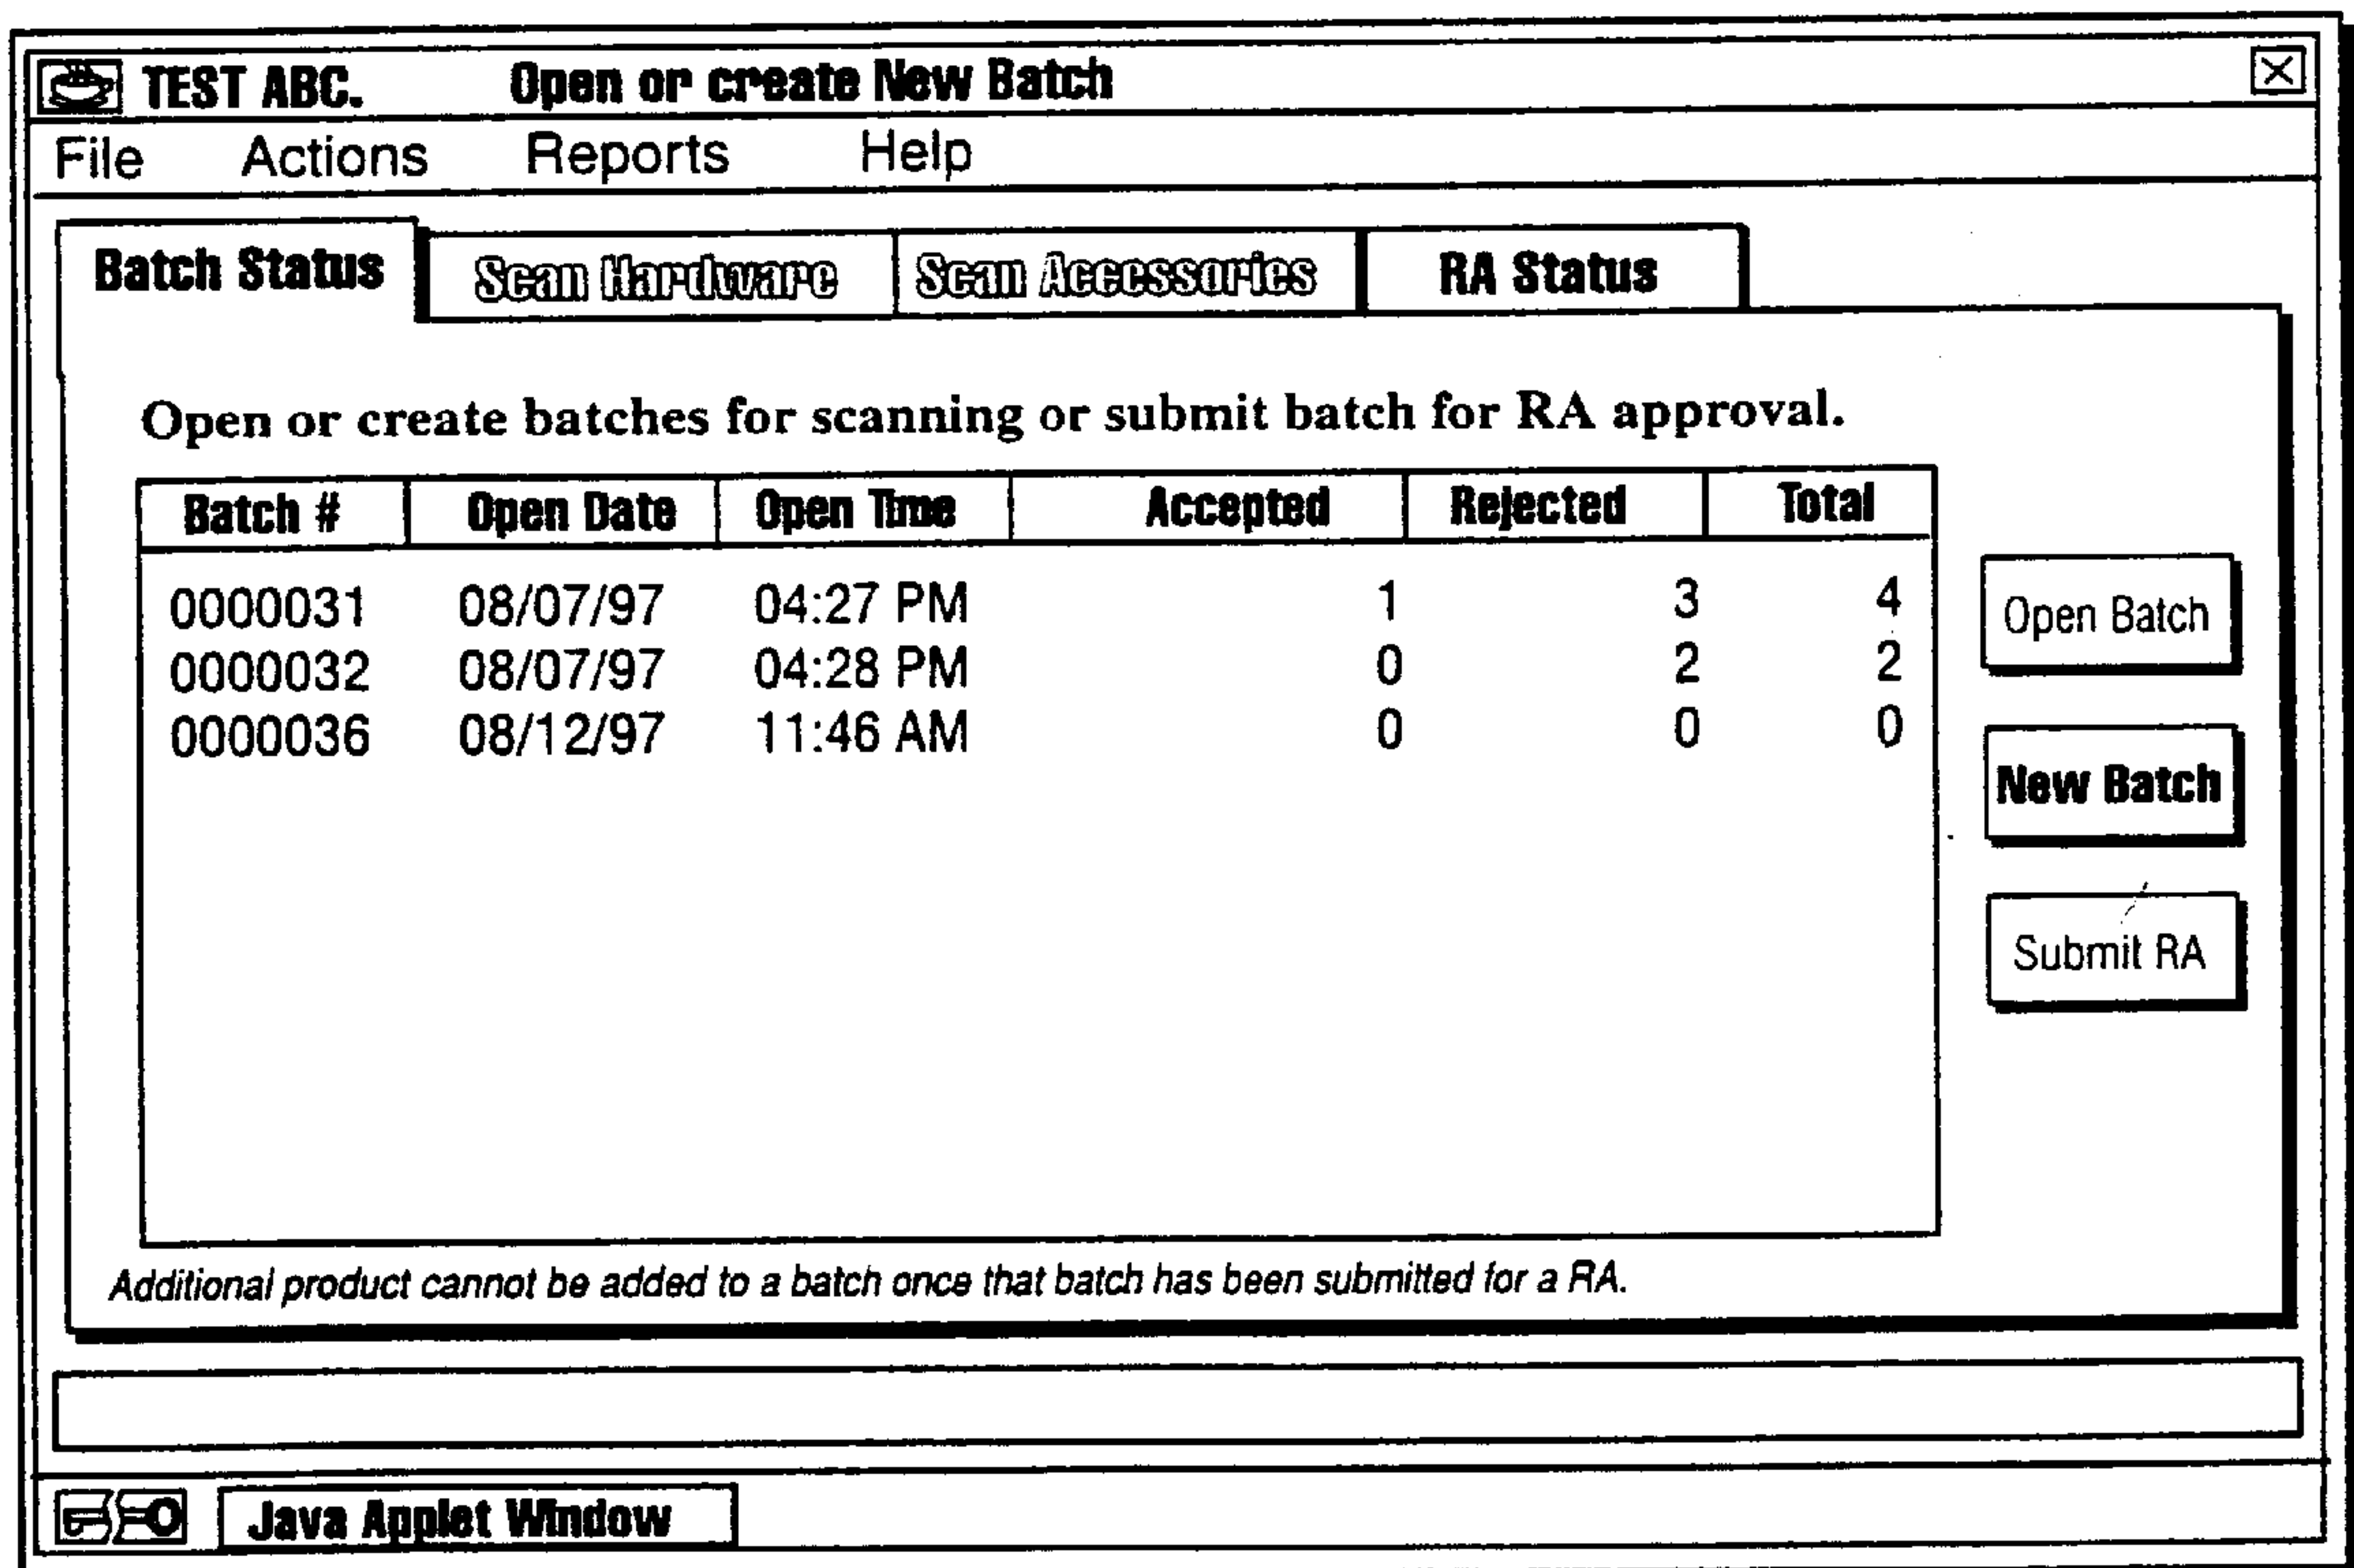 TEST ABC. Open or create New Batch
File Actions Reports Help
Batch Status Scan Hardware Scan Accessories RA Status
Open or create batches for scanning or submit batch for RA approval.
Batch # Open Date Open Time Accepted Rejected Total
0000031 08/07/97 04:27 PM 1 3 4
0000032 08/07/97 04:28 PM 0 2 2
0000036 08/12/97 11:46 AM 0 0 0
Open Batch
New Batch
Submit RA
Additional product cannot be added to a batch once that batch has been submitted for a RA.
Java Applet Window